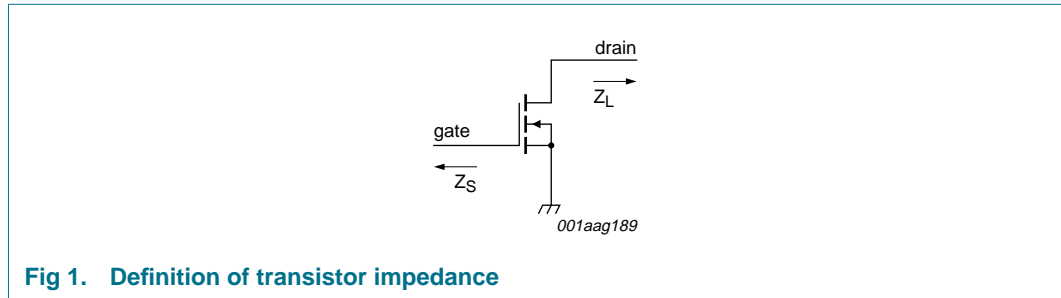 drain
Z_L
gate
Z_S
001aag189
Fig 1. Definition of transistor impedance